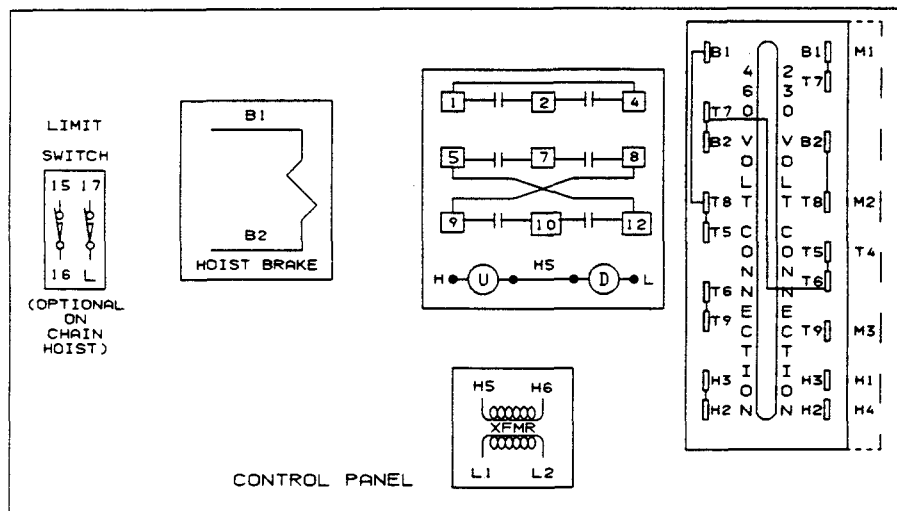 LIMIT
SWITCH
15 17
16 L
(OPTIONAL
ON
CHAIN
HOIST)
B1
B2
HOIST BRAKE
1 2 4
5 7 8
9 10 12
H U H5 D L
H5 H6
XFMR
L1 L2
CONTROL PANEL
460 VOLT CONNECTION
230 VOLT CONNECTION
B1 B1 M1
T7
T7
B2 B2
T8 T8 M2
T5
T5 T4
T6
T6
T9
T9 M3
H3 H3 H1
H2 H2 H4